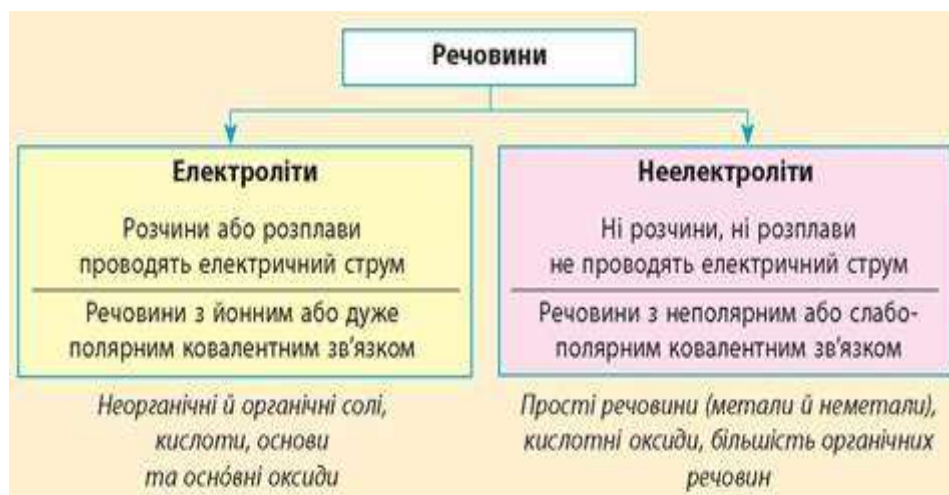 Речовини
Електроліти
Розчини або розплави
проводять електричний струм
Речовини з йонним або дуже
полярним ковалентним зв’язком
Неорганічні й органічні солі,
кислоти, основи
та осно́вні оксиди
Неелектроліти
Ні розчини, ні розплави
не проводять електричний струм
Речовини з неполярним або слабо-
полярним ковалентним зв’язком
Прості речовини (метали й неметали),
кислотні оксиди, більшість органічних
речовин